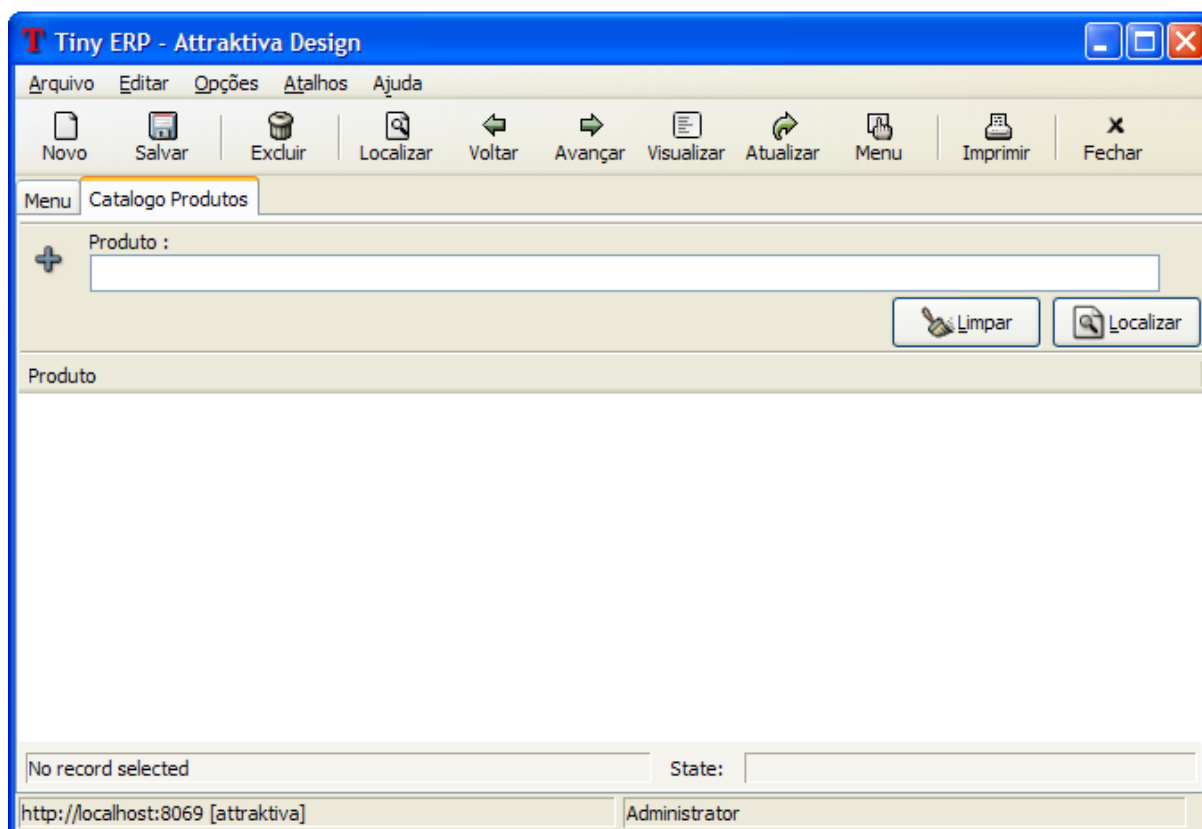 T Tiny ERP - Attraktiva Design
Arquivo Editar Opções Atalhos Ajuda
Novo Salvar Excluir Localizar Voltar Avançar Visualizar Atualizar Menu Imprimir Fechar
Menu Catalogo Produtos
Produto :
Limpar Localizar
Produto
No record selected State:
http://localhost:8069 [attraktiva] Administrator